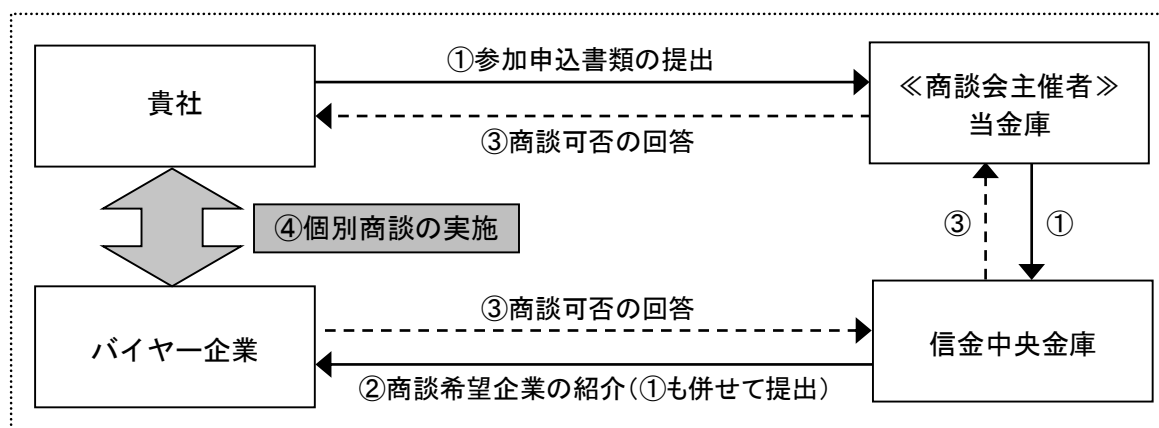 ①参加申込書類の提出
貴社
≪商談会主催者≫
当金庫
③商談可否の回答
④個別商談の実施
③
①
③商談可否の回答
バイヤー企業
信金中央金庫
②商談希望企業の紹介(①も併せて提出)